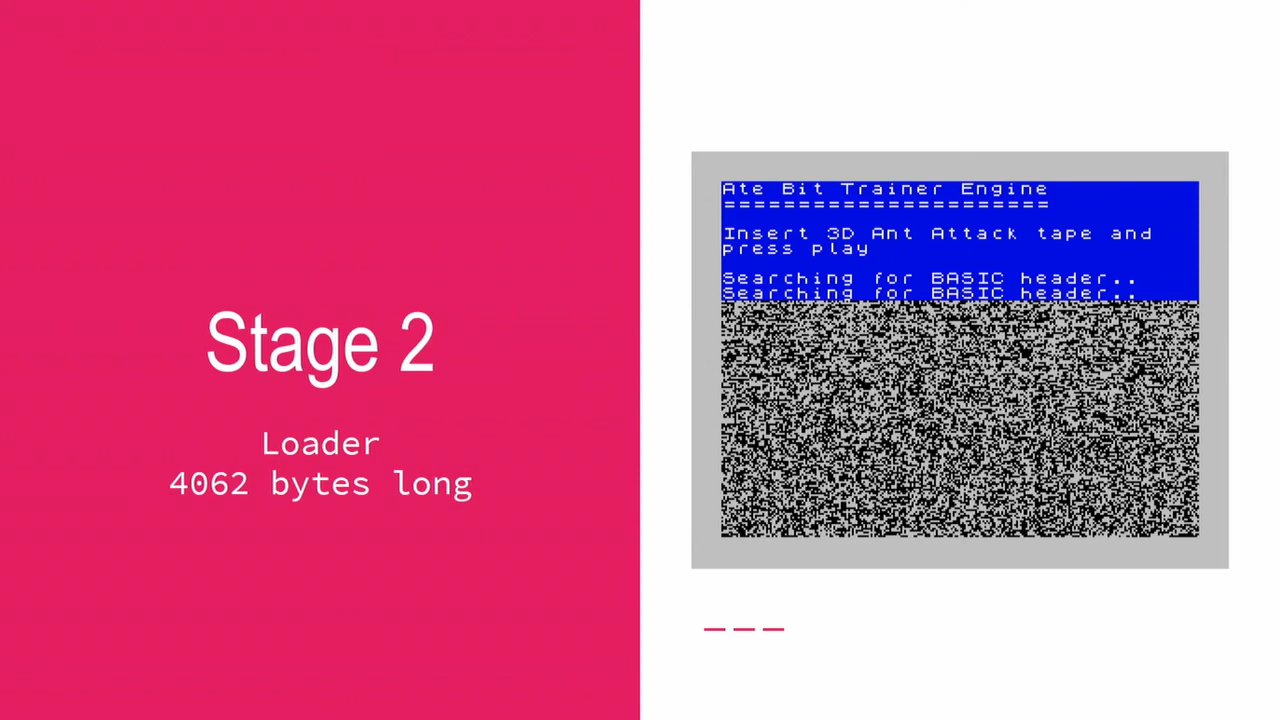 Stage 2
Loader
4062 bytes long
Ate Bit Trainer Engine
======================
Insert 3D Ant Attack tape and
press play
Searching for BASIC header..
Searching for BASIC header..